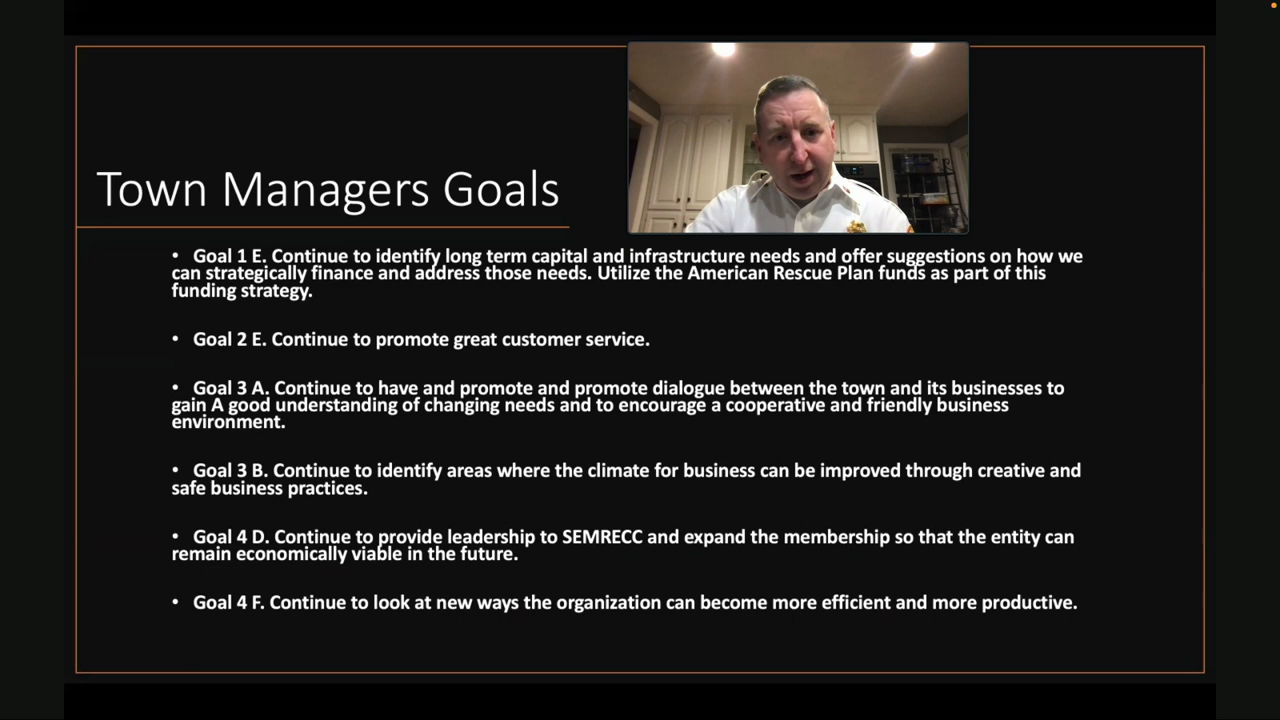 Town Managers Goals
• Goal 1 E. Continue to identify long term capital and infrastructure needs and offer suggestions on how we
can strategically finance and address those needs. Utilize the American Rescue Plan funds as part of this
funding strategy.
• Goal 2 E. Continue to promote great customer service.
• Goal 3 A. Continue to have and promote and promote dialogue between the town and its businesses to
gain A good understanding of changing needs and to encourage a cooperative and friendly business
environment.
• Goal 3 B. Continue to identify areas where the climate for business can be improved through creative and
safe business practices.
• Goal 4 D. Continue to provide leadership to SEMRECC and expand the membership so that the entity can
remain economically viable in the future.
• Goal 4 F. Continue to look at new ways the organization can become more efficient and more productive.